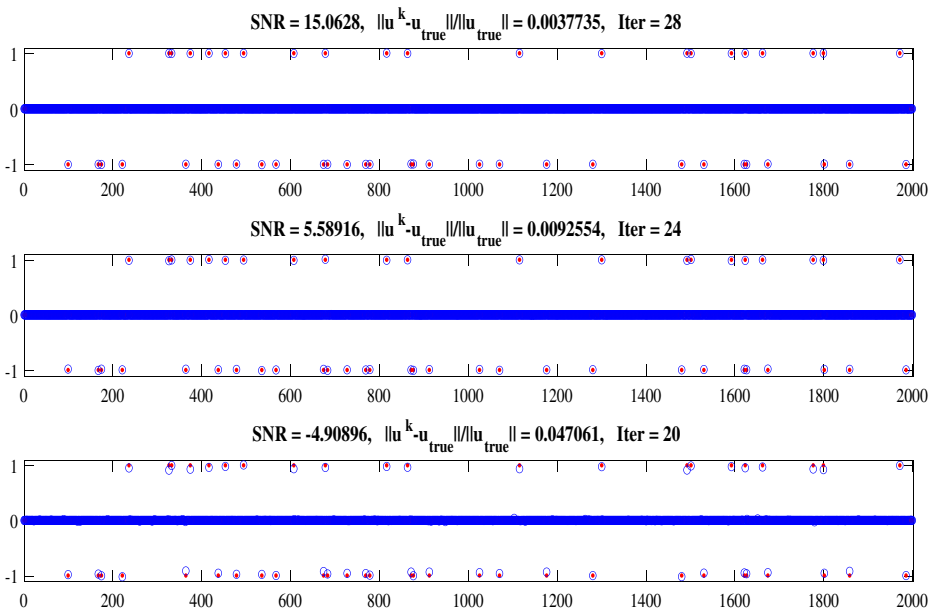 SNR = 15.0628, ||u^k-u_true||/||u_true|| = 0.0037735, Iter = 28
1
0
-1
0 200 400 600 800 1000 1200 1400 1600 1800 2000
SNR = 5.58916, ||u^k-u_true||/||u_true|| = 0.0092554, Iter = 24
1
0
-1
0 200 400 600 800 1000 1200 1400 1600 1800 2000
SNR = -4.90896, ||u^k-u_true||/||u_true|| = 0.047061, Iter = 20
1
0
-1
0 200 400 600 800 1000 1200 1400 1600 1800 2000